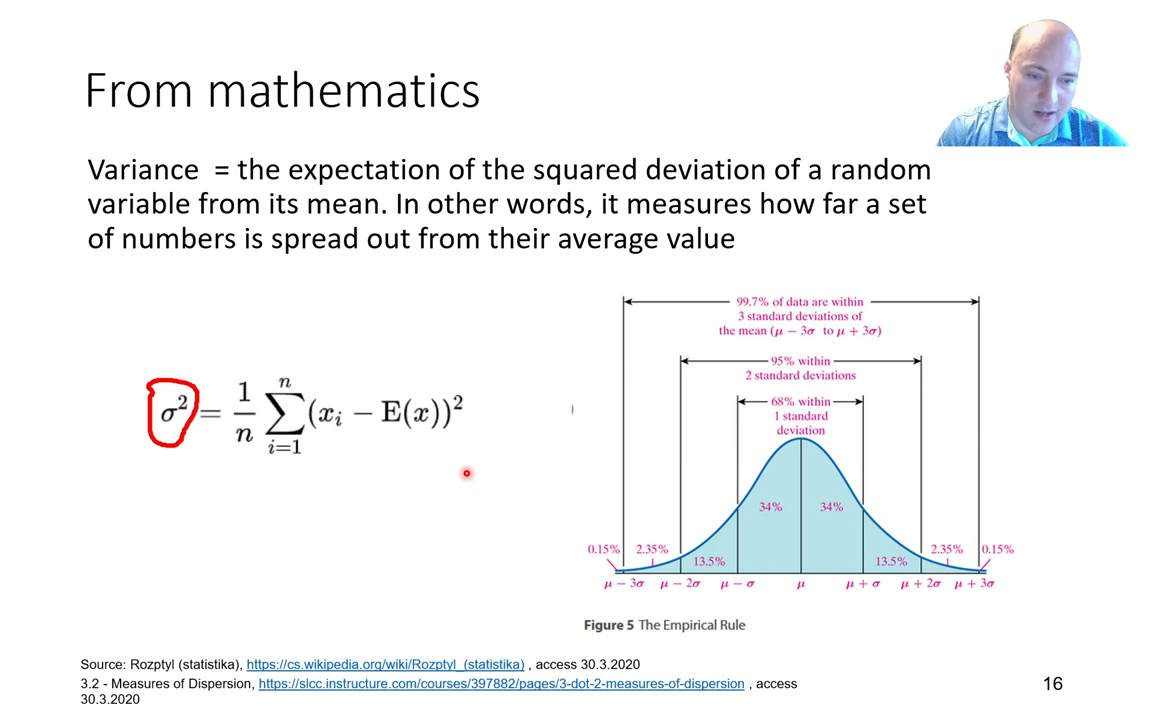 From mathematics
Variance = the expectation of the squared deviation of a random
variable from its mean. In other words, it measures how far a set
of numbers is spread out from their average value
σ² = 1/n ∑ⁿᵢ₌₁ (xᵢ − E(x))²
99.7% of data are within
3 standard deviations of
the mean (μ − 3σ to μ + 3σ)
95% within
2 standard deviations
68% within
1 standard
deviation
34% 34%
0.15% 2.35% 2.35% 0.15%
13.5% 13.5%
μ − 3σ μ − 2σ μ − σ μ μ + σ μ + 2σ μ + 3σ
Figure 5 The Empirical Rule
Source: Rozptyl (statistika), https://cs.wikipedia.org/wiki/Rozptyl_(statistika) , access 30.3.2020
3.2 - Measures of Dispersion, https://slcc.instructure.com/courses/397882/pages/3-dot-2-measures-of-dispersion , access
30.3.2020
16